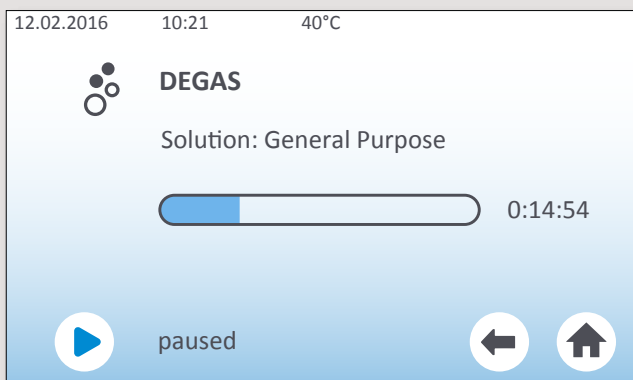 12.02.2016 10:21 40°C
DEGAS
Solution: General Purpose
0:14:54
paused